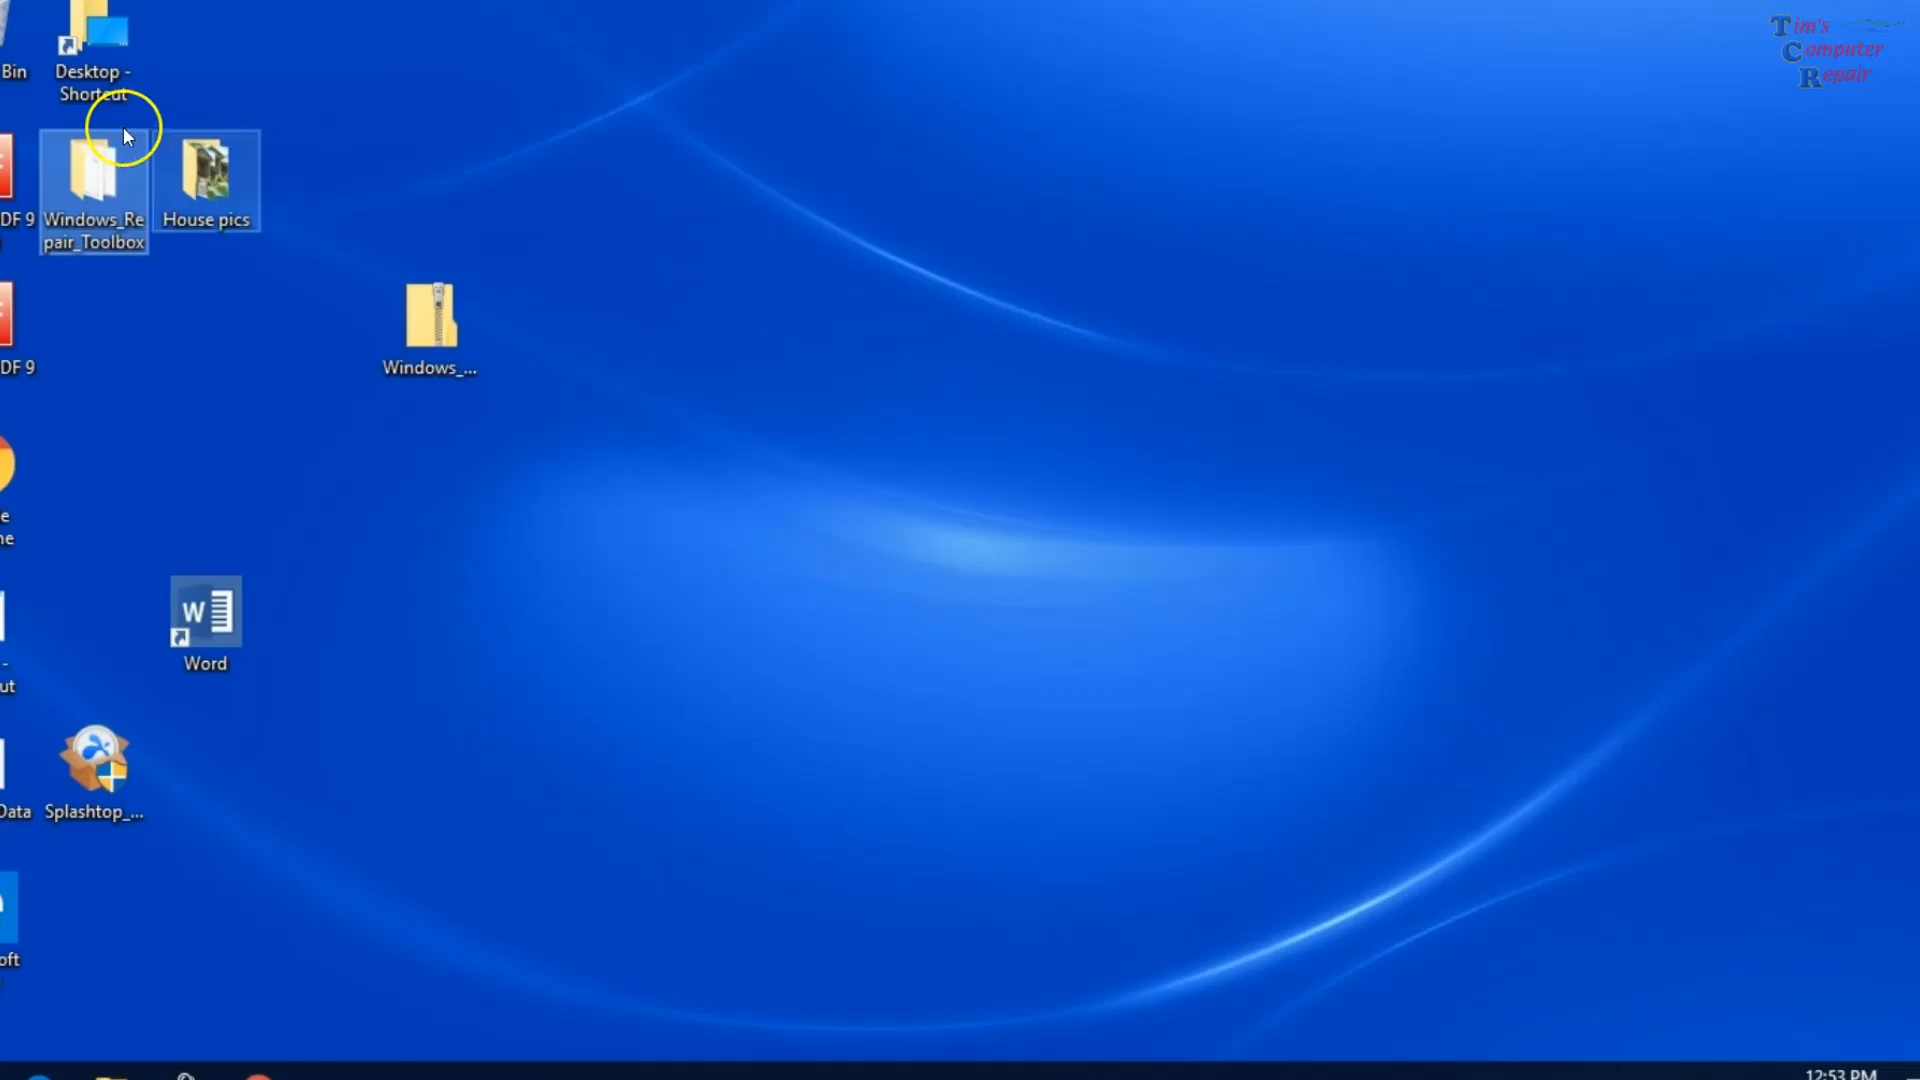 Tim's
Computer
Repair
Bin
Desktop -
Shortcut
DF 9
Windows_Re
pair_Toolbox
House pics
DF 9
Windows_...
e
ne
W
Word
-
ut
Data
Splashtop_...
oft
12:53 PM